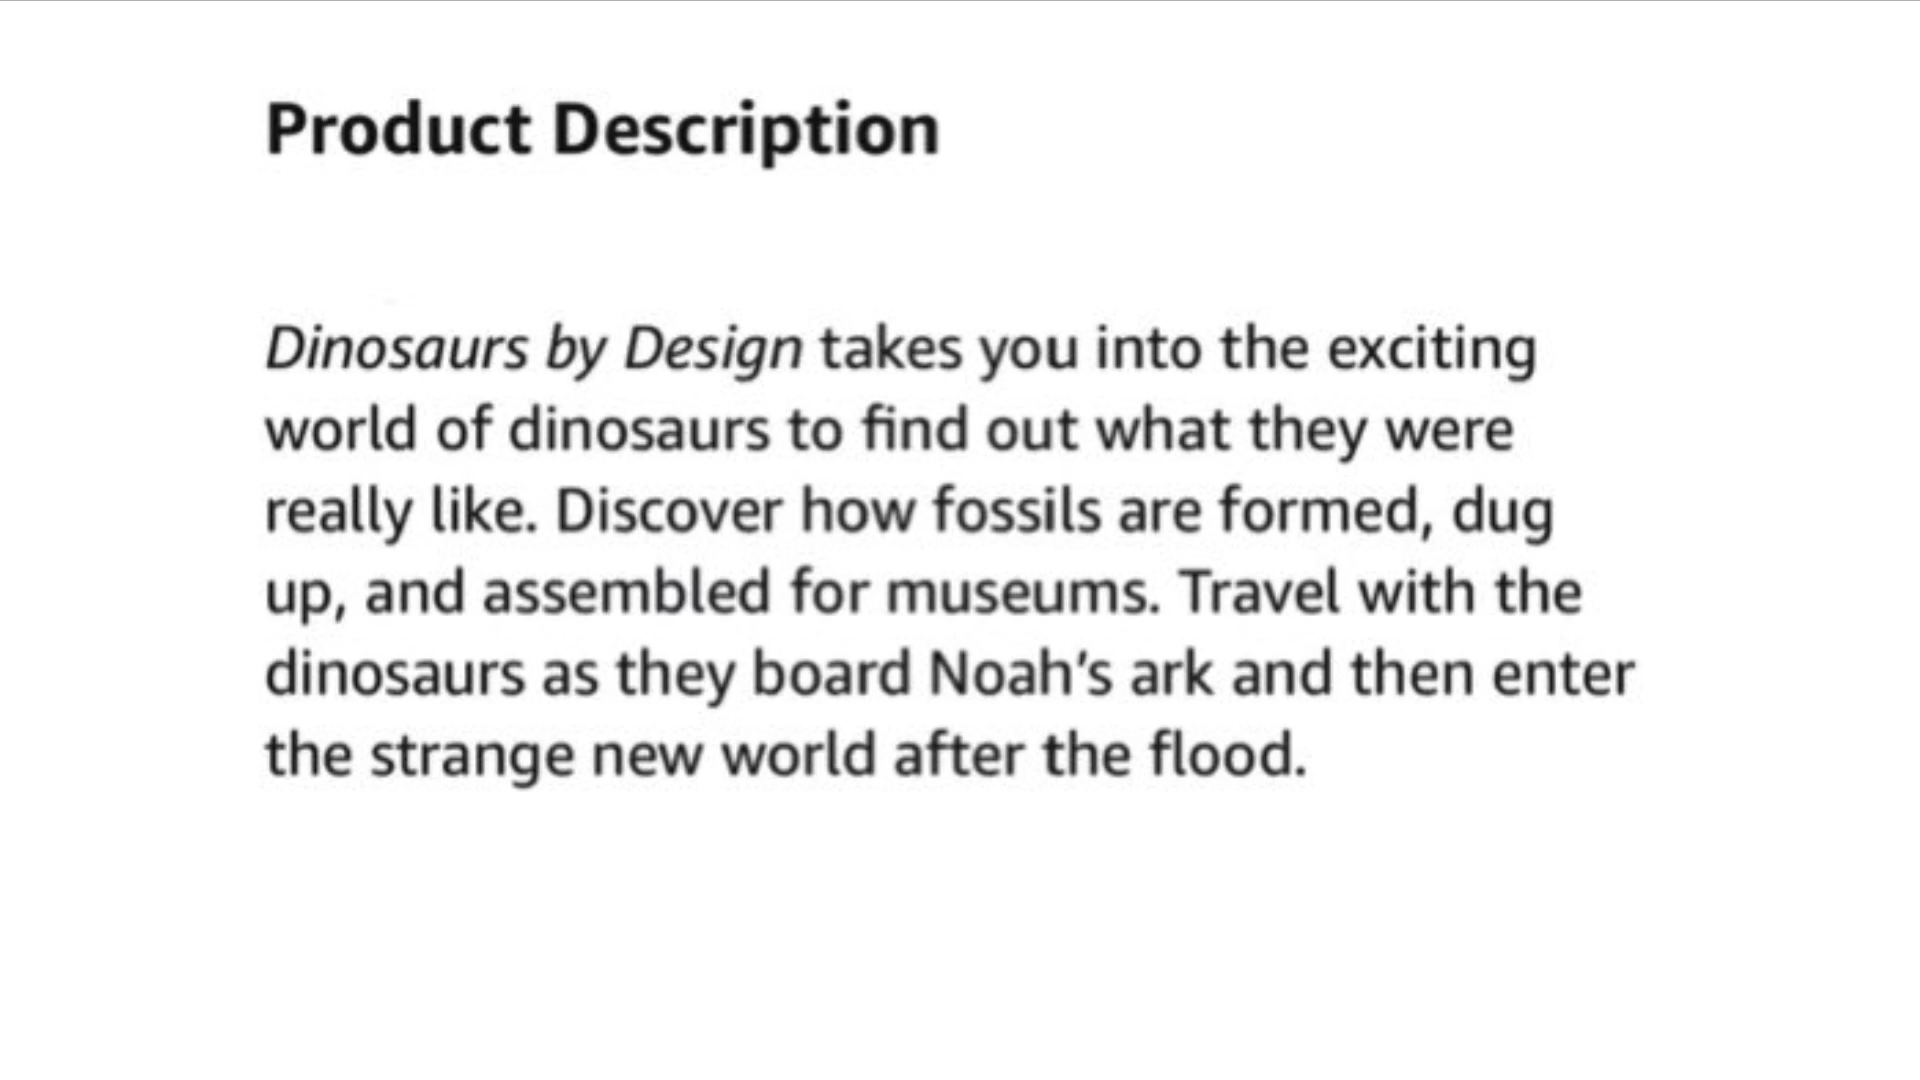 Product Description
Dinosaurs by Design takes you into the exciting
world of dinosaurs to find out what they were
really like. Discover how fossils are formed, dug
up, and assembled for museums. Travel with the
dinosaurs as they board Noah’s ark and then enter
the strange new world after the flood.